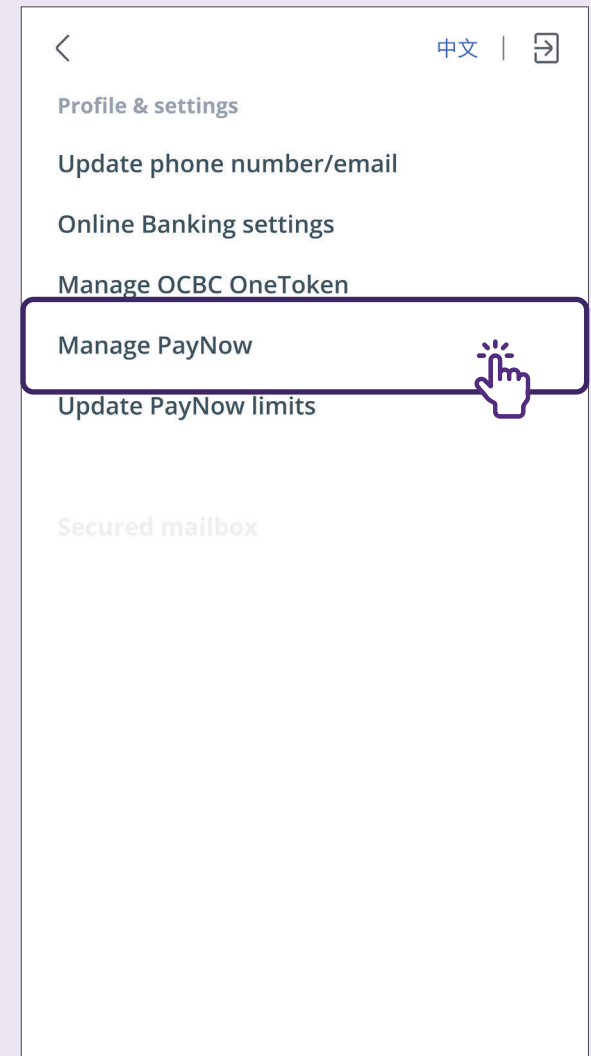 中文
Profile & settings
Update phone number/email
Online Banking settings
Manage OCBC OneToken
Manage PayNow
Update PayNow limits
Secured mailbox